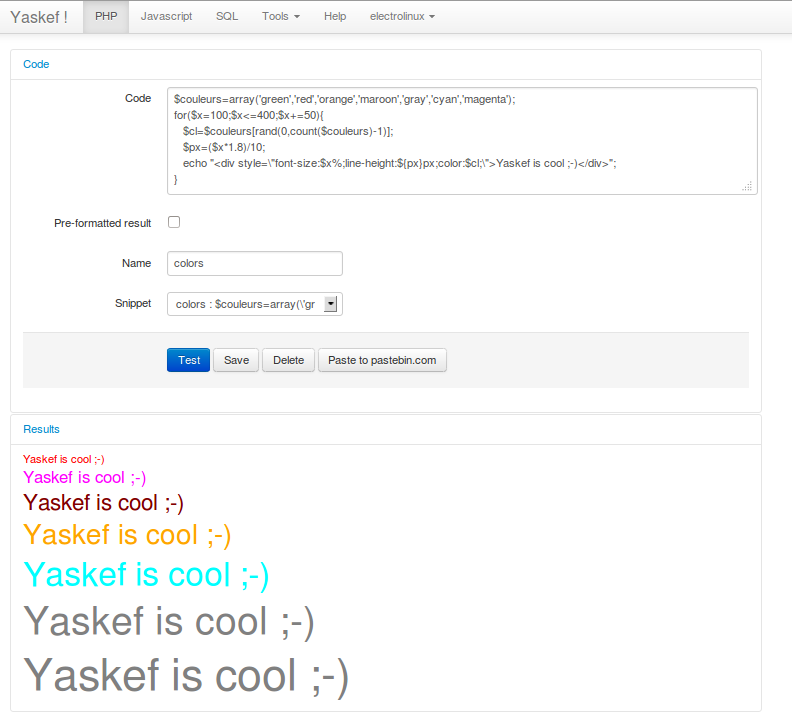 Yaskef ! PHP Javascript SQL Tools Help electrolinux
Code
Code
$couleurs=array('green','red','orange','maroon','gray','cyan','magenta');
for($x=100;$x<=400;$x+=50){
$cl=$couleurs[rand(0,count($couleurs)-1)];
$px=($x*1.8)/10;
echo "<div style=\"font-size:$x%;line-height:${px}px;color:$cl;\">Yaskef is cool ;-)</div>";
}
Pre-formatted result
Name colors
Snippet colors : $couleurs=array(\'gr
Test Save Delete Paste to pastebin.com
Results
Yaskef is cool ;-)
Yaskef is cool ;-)
Yaskef is cool ;-)
Yaskef is cool ;-)
Yaskef is cool ;-)
Yaskef is cool ;-)
Yaskef is cool ;-)